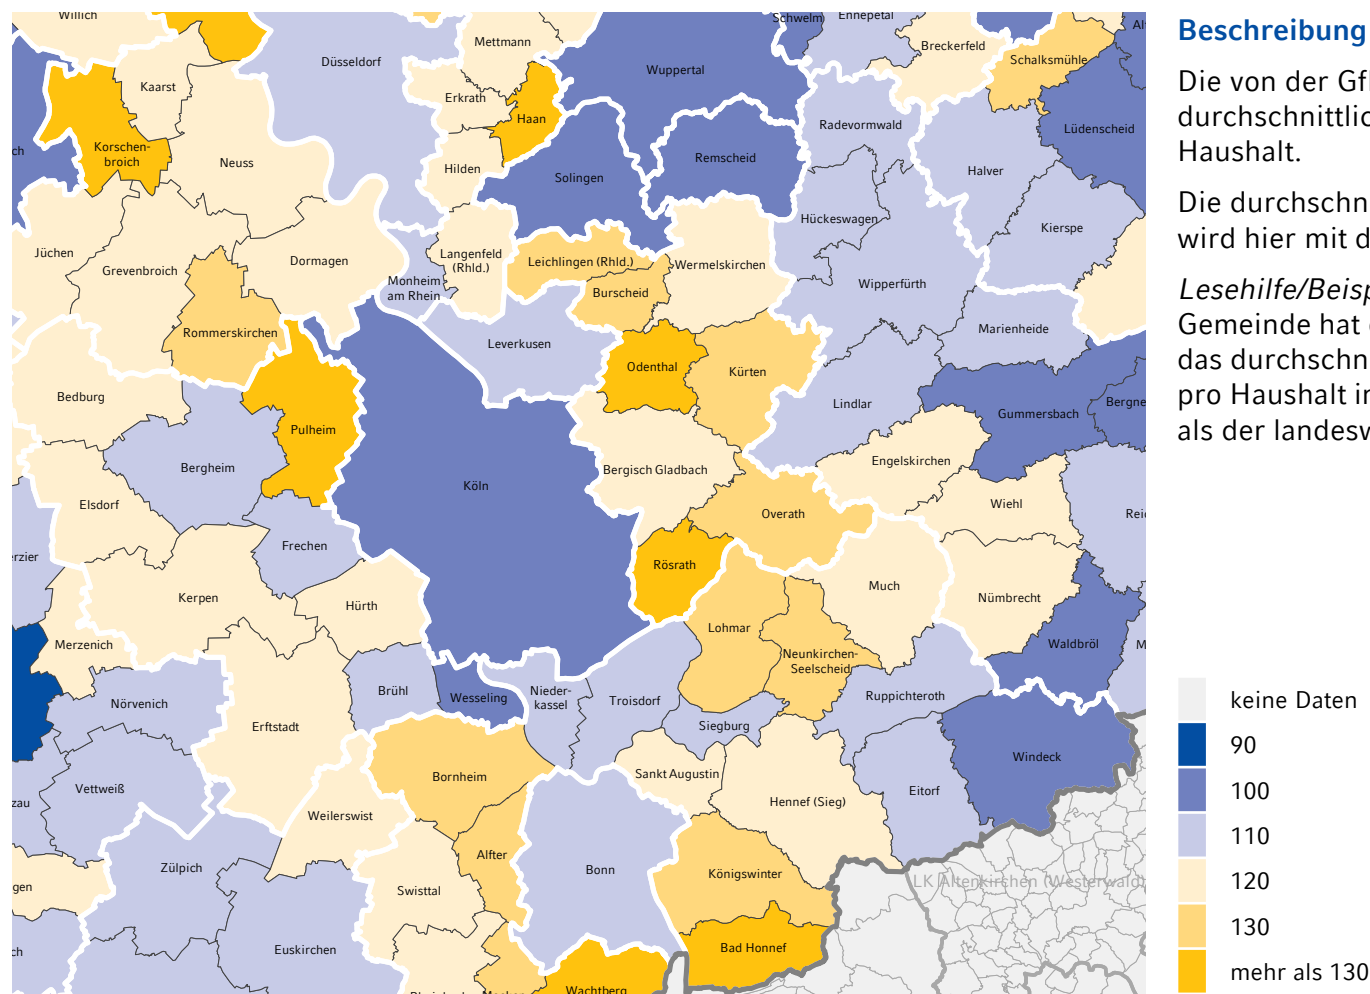 Willich
Mettmann
Schwelm
Ennepetal
Breckerfeld
Schalksmühle
Düsseldorf
Wuppertal
Kaarst
Erkrath
Haan
Radevormwald
Lüdenscheid
Korschen-
broich
Neuss
Hilden
Solingen
Remscheid
Halver
Hückeswagen
Kierspe
Jüchen
Grevenbroich
Dormagen
Langenfeld
(Rhld.)
Leichlingen (Rhld.)
Wermelskirchen
Monheim
am Rhein
Burscheid
Wipperfürth
Rommerskirchen
Leverkusen
Marienheide
Odenthal
Kürten
Bedburg
Lindlar
Gummersbach
Pulheim
Bergheim
Bergisch Gladbach
Engelskirchen
Köln
Elsdorf
Overath
Wiehl
Frechen
Rösrath
Kerpen
Hürth
Much
Nümbrecht
Lohmar
Merzenich
Neunkirchen-
Seelscheid
Waldbröl
Nörvenich
Brühl
Wesseling
Nieder-
kassel
Troisdorf
Ruppichteroth
Erftstadt
Siegburg
Windeck
Bornheim
Sankt Augustin
Vettweiß
Hennef (Sieg)
Eitorf
Weilerswist
Alfter
Zülpich
Bonn
Königswinter
LK Altenkirchen (Westerwald)
Swisttal
Euskirchen
Bad Honnef
Wachtberg
Beschreibung
Die von der Gf
durchschnittlic
Haushalt.
Die durchschn
wird hier mit d
Lesehilfe/Beisp
Gemeinde hat
das durchschn
pro Haushalt i
als der landesw
keine Daten
90
100
110
120
130
mehr als 130